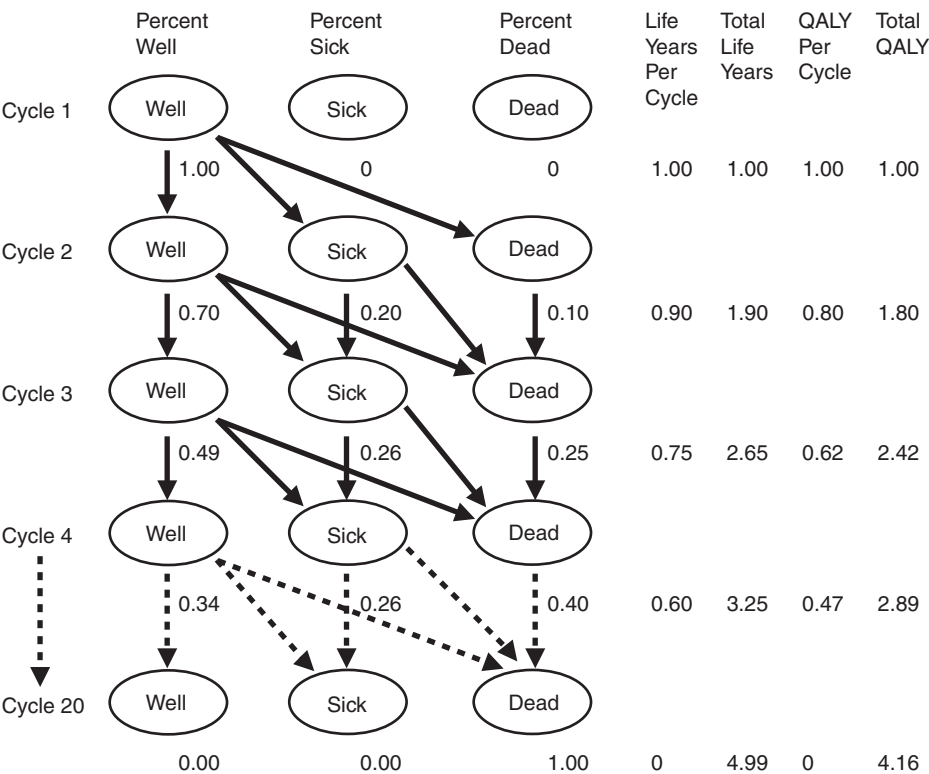 Percent Percent Percent Life Total QALY Total
Well Sick Dead Years Life Per QALY
Per Years Cycle
Cycle
Cycle 1 Well Sick Dead
1.00 0 0 1.00 1.00 1.00 1.00
Cycle 2 Well Sick Dead
0.70 0.20 0.10 0.90 1.90 0.80 1.80
Cycle 3 Well Sick Dead
0.49 0.26 0.25 0.75 2.65 0.62 2.42
Cycle 4 Well Sick Dead
0.34 0.26 0.40 0.60 3.25 0.47 2.89
Cycle 20 Well Sick Dead
0.00 0.00 1.00 0 4.99 0 4.16